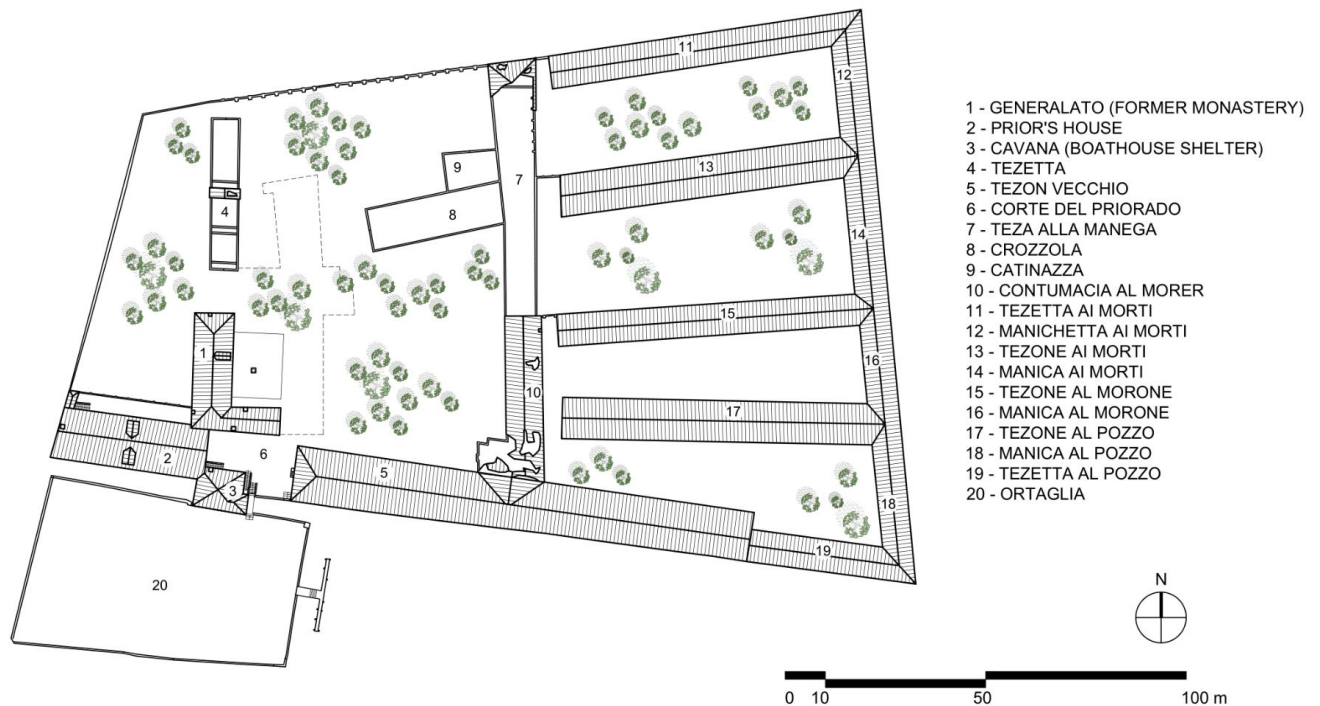 11
12
9
13
7
4
8
14
15
1
16
10
17
6
5
2
3
18
19
20
1 - GENERALATO (FORMER MONASTERY)
2 - PRIOR'S HOUSE
3 - CAVANA (BOATHOUSE SHELTER)
4 - TEZETTA
5 - TEZON VECCHIO
6 - CORTE DEL PRIORADO
7 - TEZA ALLA MANEGA
8 - CROZZOLA
9 - CATINAZZA
10 - CONTUMACIA AL MORER
11 - TEZETTA AI MORTI
12 - MANICHETTA AI MORTI
13 - TEZONE AI MORTI
14 - MANICA AI MORTI
15 - TEZONE AL MORONE
16 - MANICA AL MORONE
17 - TEZONE AL POZZO
18 - MANICA AL POZZO
19 - TEZETTA AL POZZO
20 - ORTAGLIA
N
0 10 50 100 m